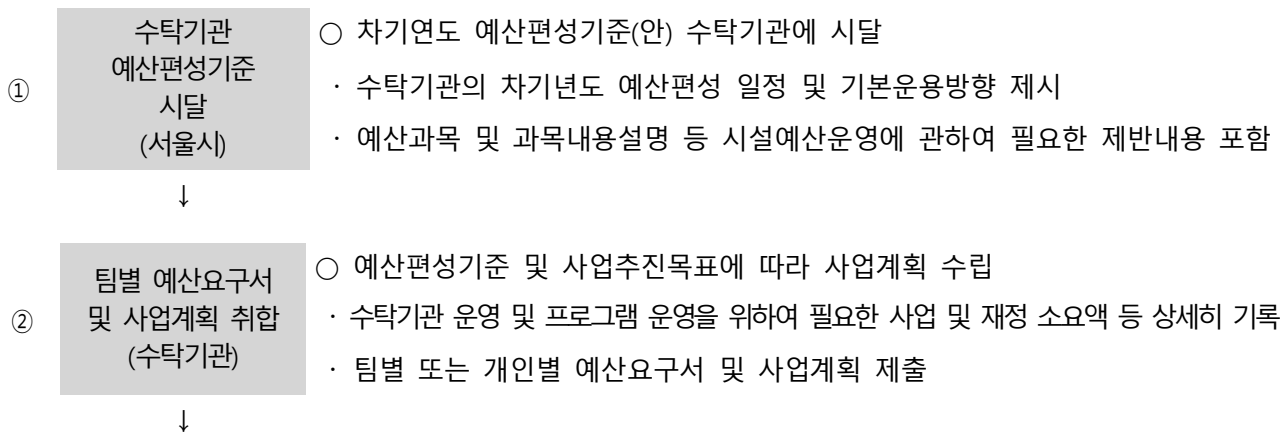 ①
수탁기관
예산편성기준
시달
(서울시)
○ 차기연도 예산편성기준(안) 수탁기관에 시달
· 수탁기관의 차기년도 예산편성 일정 및 기본운용방향 제시
· 예산과목 및 과목내용설명 등 시설예산운영에 관하여 필요한 제반내용 포함
↓
②
팀별 예산요구서
및 사업계획 취합
(수탁기관)
○ 예산편성기준 및 사업추진목표에 따라 사업계획 수립
· 수탁기관 운영 및 프로그램 운영을 위하여 필요한 사업 및 재정 소요액 등 상세히 기록
· 팀별 또는 개인별 예산요구서 및 사업계획 제출
↓